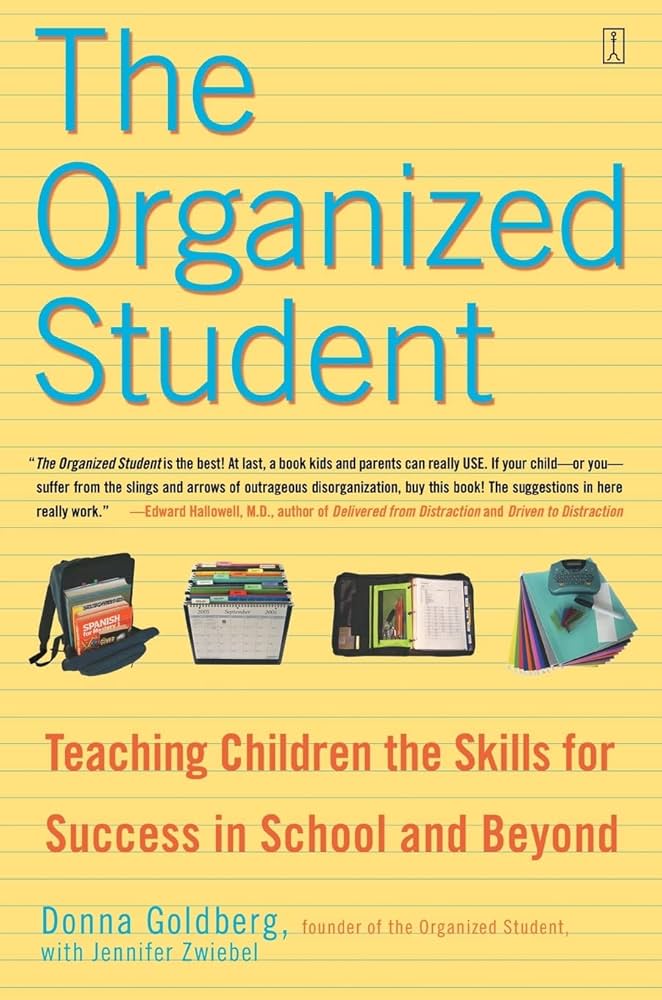 The
Organized
Student
“The Organized Student is the best! At last, a book kids and parents can really USE. If your child—or you—
suffer from the slings and arrows of outrageous disorganization, buy this book! The suggestions in here
really work.” —Edward Hallowell, M.D., author of Delivered from Distraction and Driven to Distraction
SPANISH
2005 September 2005
Teaching Children the Skills for
Success in School and Beyond
Donna Goldberg, founder of the Organized Student,
with Jennifer Zwiebel